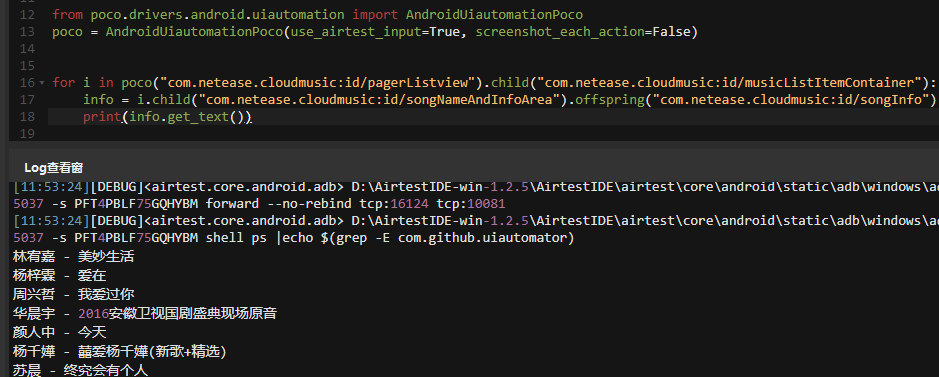 12 from poco.drivers.android.uiautomation import AndroidUiautomationPoco
13 poco = AndroidUiautomationPoco(use_airtest_input=True, screenshot_each_action=False)
14
15
16 for i in poco("com.netease.cloudmusic:id/pagerListview").child("com.netease.cloudmusic:id/musicListItemContainer"):
17 info = i.child("com.netease.cloudmusic:id/songNameAndInfoArea").offspring("com.netease.cloudmusic:id/songInfo")
18 print(info.get_text())
19
Log查看窗
[11:53:24][DEBUG]<airtest.core.android.adb> D:\AirtestIDE-win-1.2.5\AirtestIDE\airtest\core\android\static\adb\windows\ad
5037 -s PFT4PBLF75GQHYBM forward --no-rebind tcp:16124 tcp:10081
[11:53:24][DEBUG]<airtest.core.android.adb> D:\AirtestIDE-win-1.2.5\AirtestIDE\airtest\core\android\static\adb\windows\ad
5037 -s PFT4PBLF75GQHYBM shell ps |echo $(grep -E com.github.uiautomator)
林宥嘉 - 美妙生活
杨梓霖 - 爱在
周兴哲 - 我爱过你
华晨宇 - 2016安徽卫视国剧盛典现场原音
颜人中 - 今天
杨千嬅 - 囍爱杨千嬅(新歌+精选)
苏晨 - 终究会有个人